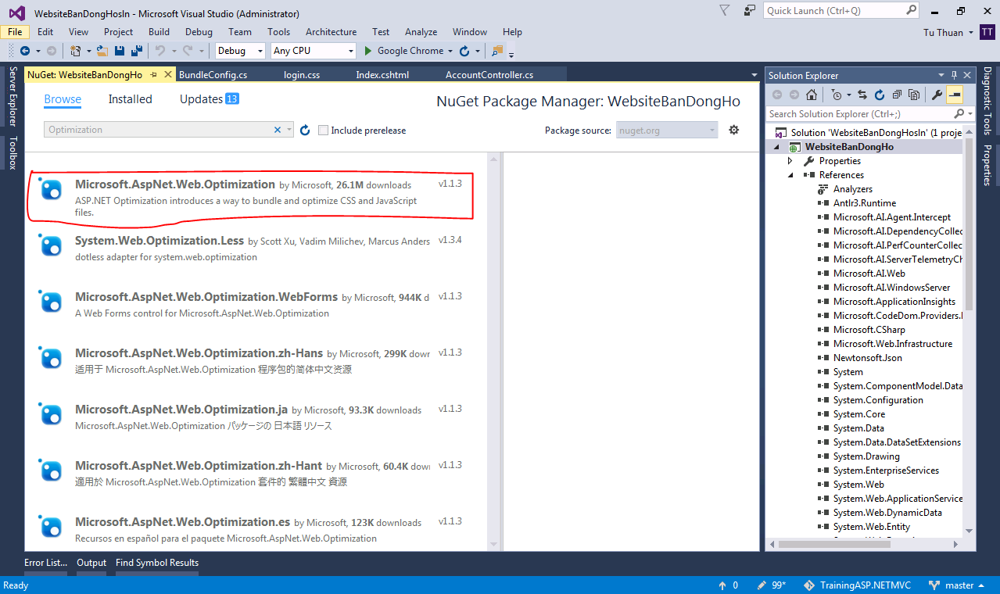 WebsiteBanDongHosIn - Microsoft Visual Studio (Administrator)
Quick Launch (Ctrl+Q)
File Edit View Project Build Debug Team Tools Architecture Test Analyze Window Help
Tu Thuan TT
Debug Any CPU Google Chrome
Server Explorer
Toolbox
NuGet: WebsiteBanDongHo BundleConfig.cs login.css Index.cshtml AccountController.cs
Browse Installed Updates 13
NuGet Package Manager: WebsiteBanDongHo
Optimization
Include prerelease
Package source: nuget.org
Microsoft.AspNet.Web.Optimization by Microsoft, 26.1M downloads v1.1.3
ASP.NET Optimization introduces a way to bundle and optimize CSS and JavaScript
files.
System.Web.Optimization.Less by Scott Xu, Vadim Milichev, Marcus Anders v1.3.4
dotless adapter for system.web.optimization
Microsoft.AspNet.Web.Optimization.WebForms by Microsoft, 944K d v1.1.3
A Web Forms control for Microsoft.AspNet.Web.Optimization
Microsoft.AspNet.Web.Optimization.zh-Hans by Microsoft, 299K dow v1.1.3
适用于 Microsoft.AspNet.Web.Optimization 程序包的简体中文资源
Microsoft.AspNet.Web.Optimization.ja by Microsoft, 93.3K downloads v1.1.3
Microsoft.AspNet.Web.Optimization パッケージの 日本語 リソース
Microsoft.AspNet.Web.Optimization.zh-Hant by Microsoft, 60.4K dow v1.1.3
適用於 Microsoft.AspNet.Web.Optimization 套件的 繁體中文 資源
Microsoft.AspNet.Web.Optimization.es by Microsoft, 123K downloads v1.1.3
Recursos en español para el paquete Microsoft.AspNet.Web.Optimization
Solution Explorer
Search Solution Explorer (Ctrl+;)
Solution 'WebsiteBanDongHosIn' (1 proje
WebsiteBanDongHo
Properties
References
Analyzers
Antlr3.Runtime
Microsoft.AI.Agent.Intercept
Microsoft.AI.DependencyCollec
Microsoft.AI.PerfCounterCollec
Microsoft.AI.ServerTelemetryCh
Microsoft.AI.Web
Microsoft.AI.WindowsServer
Microsoft.ApplicationInsights
Microsoft.CodeDom.Providers.
Microsoft.CSharp
Microsoft.Web.Infrastructure
Newtonsoft.Json
System
System.ComponentModel.Data
System.Configuration
System.Core
System.Data
System.Data.DataSetExtensions
System.Drawing
System.EnterpriseServices
System.Web
System.Web.ApplicationService
System.Web.DynamicData
System.Web.Entity
Diagnostic Tools
Properties
Error List... Output Find Symbol Results
Ready 0 99* TrainingASP.NETMVC master